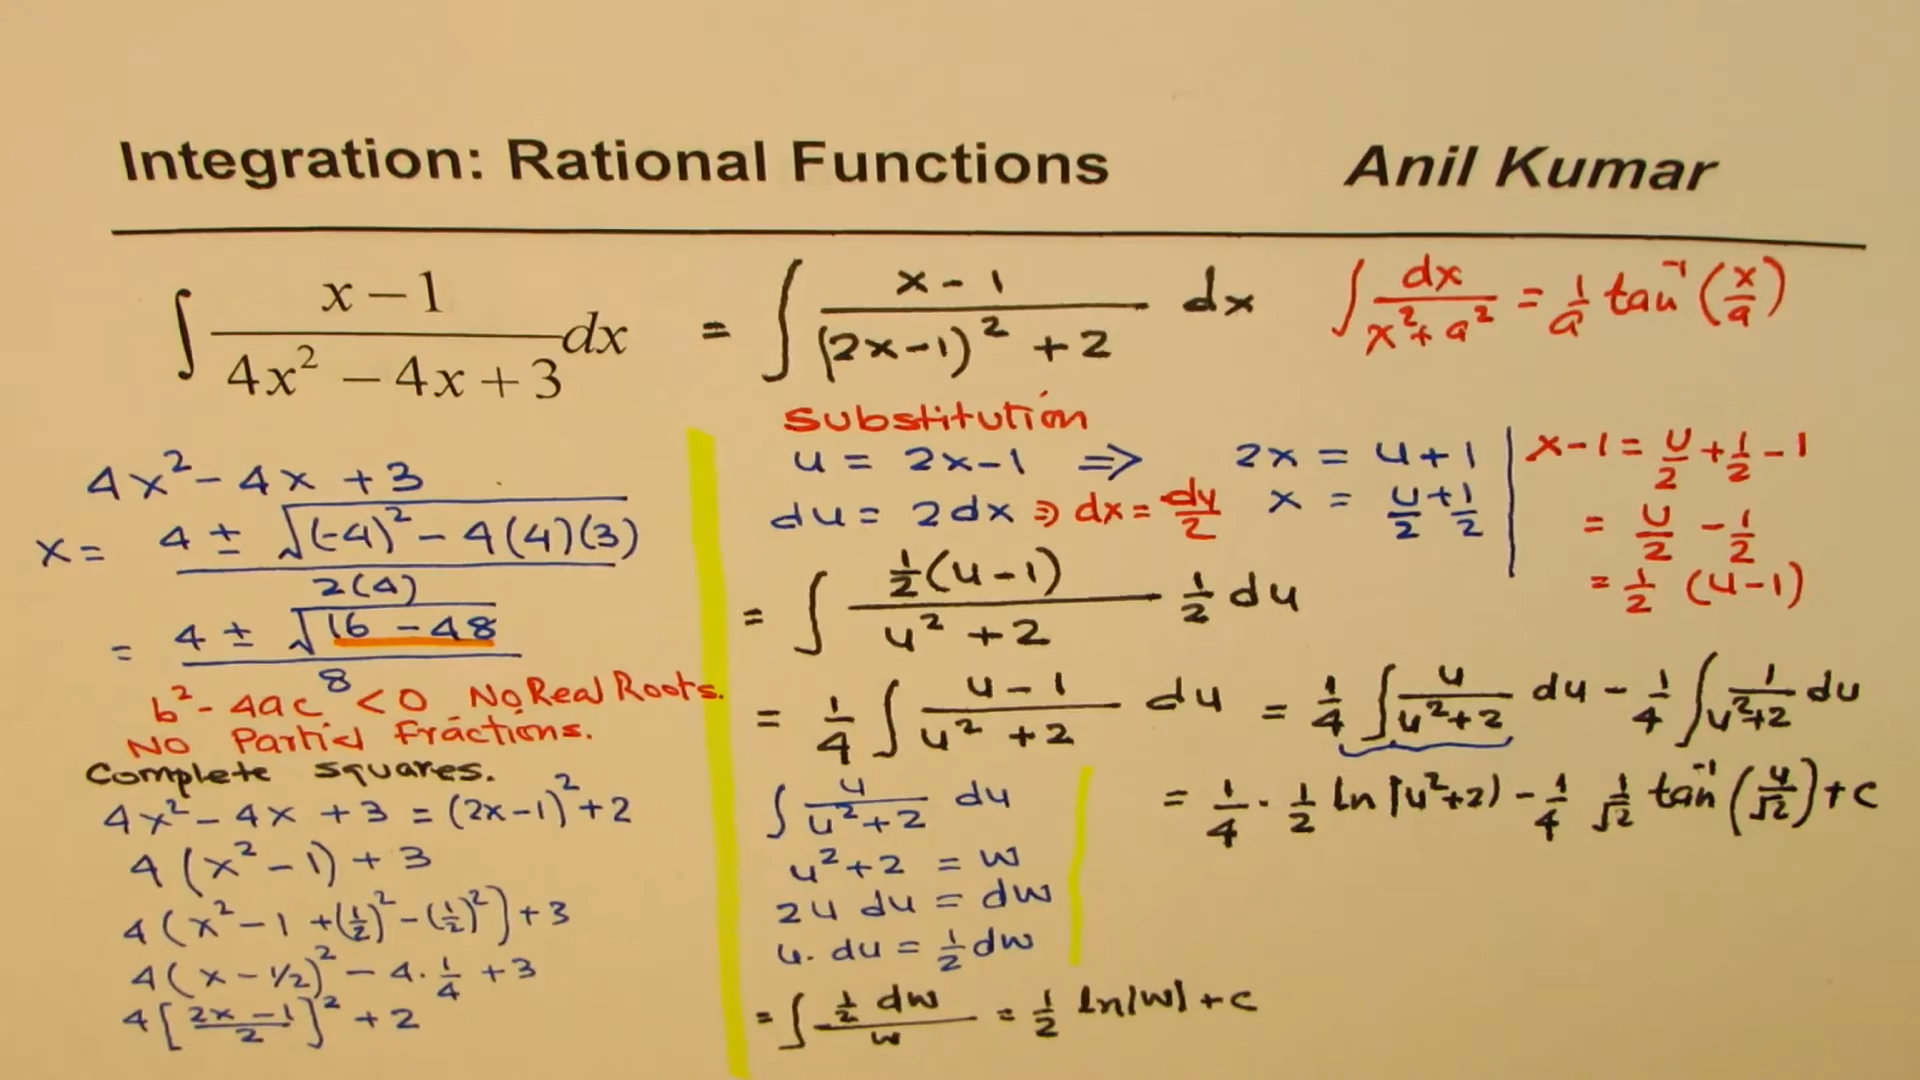 Integration: Rational Functions Anil Kumar
∫ x − 1 / 4x² − 4x + 3 dx = ∫ x - 1 / (2x-1)² + 2 dx
∫ dx / x² + a² = 1/a tan⁻¹ (x/a)
4x² - 4x + 3
x = 4 ± √(-4)² - 4(4)(3) / 2(4)
= 4 ± √16 - 48 / 8
b² - 4ac < 0 No Real Roots.
No Partial Fractions.
Complete squares.
4x² - 4x + 3 = (2x-1)² + 2
4(x² - 1) + 3
4(x² - 1 + (1/2)² - (1/2)²) + 3
4(x - 1/2)² - 4 · 1/4 + 3
4[2x - 1 / 2]² + 2
Substitution
u = 2x-1 ⇒ 2x = u + 1
du = 2dx ⇒ dx = du/2 x = u/2 + 1/2
x - 1 = u/2 + 1/2 - 1
= u/2 - 1/2
= 1/2 (u-1)
= ∫ 1/2 (u-1) / u² + 2 1/2 du
= 1/4 ∫ u - 1 / u² + 2 du = 1/4 ∫ u / u²+2 du - 1/4 ∫ 1 / u²+2 du
= 1/4 · 1/2 ln |u²+2) - 1/4 1/√2 tan⁻¹ (u/√2) + c
∫ u / u²+2 du
u² + 2 = w
2u du = dw
u. du = 1/2 dw
= ∫ 1/2 dw / w = 1/2 ln|w| + c